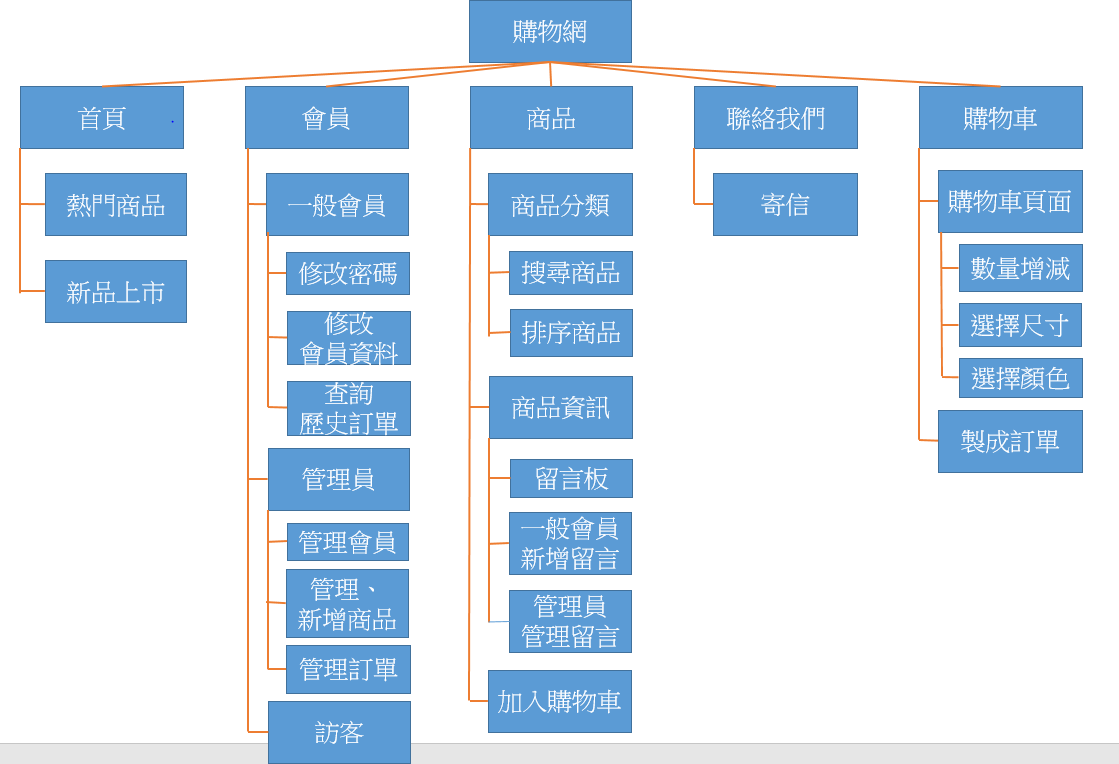 購物網
首頁
會員
商品
聯絡我們
購物車
熱門商品
新品上市
一般會員
修改密碼
修改
會員資料
查詢
歷史訂單
管理員
管理會員
管理、
新增商品
管理訂單
訪客
商品分類
搜尋商品
排序商品
商品資訊
留言板
一般會員
新增留言
管理員
管理留言
加入購物車
寄信
購物車頁面
數量增減
選擇尺寸
選擇顏色
製成訂單